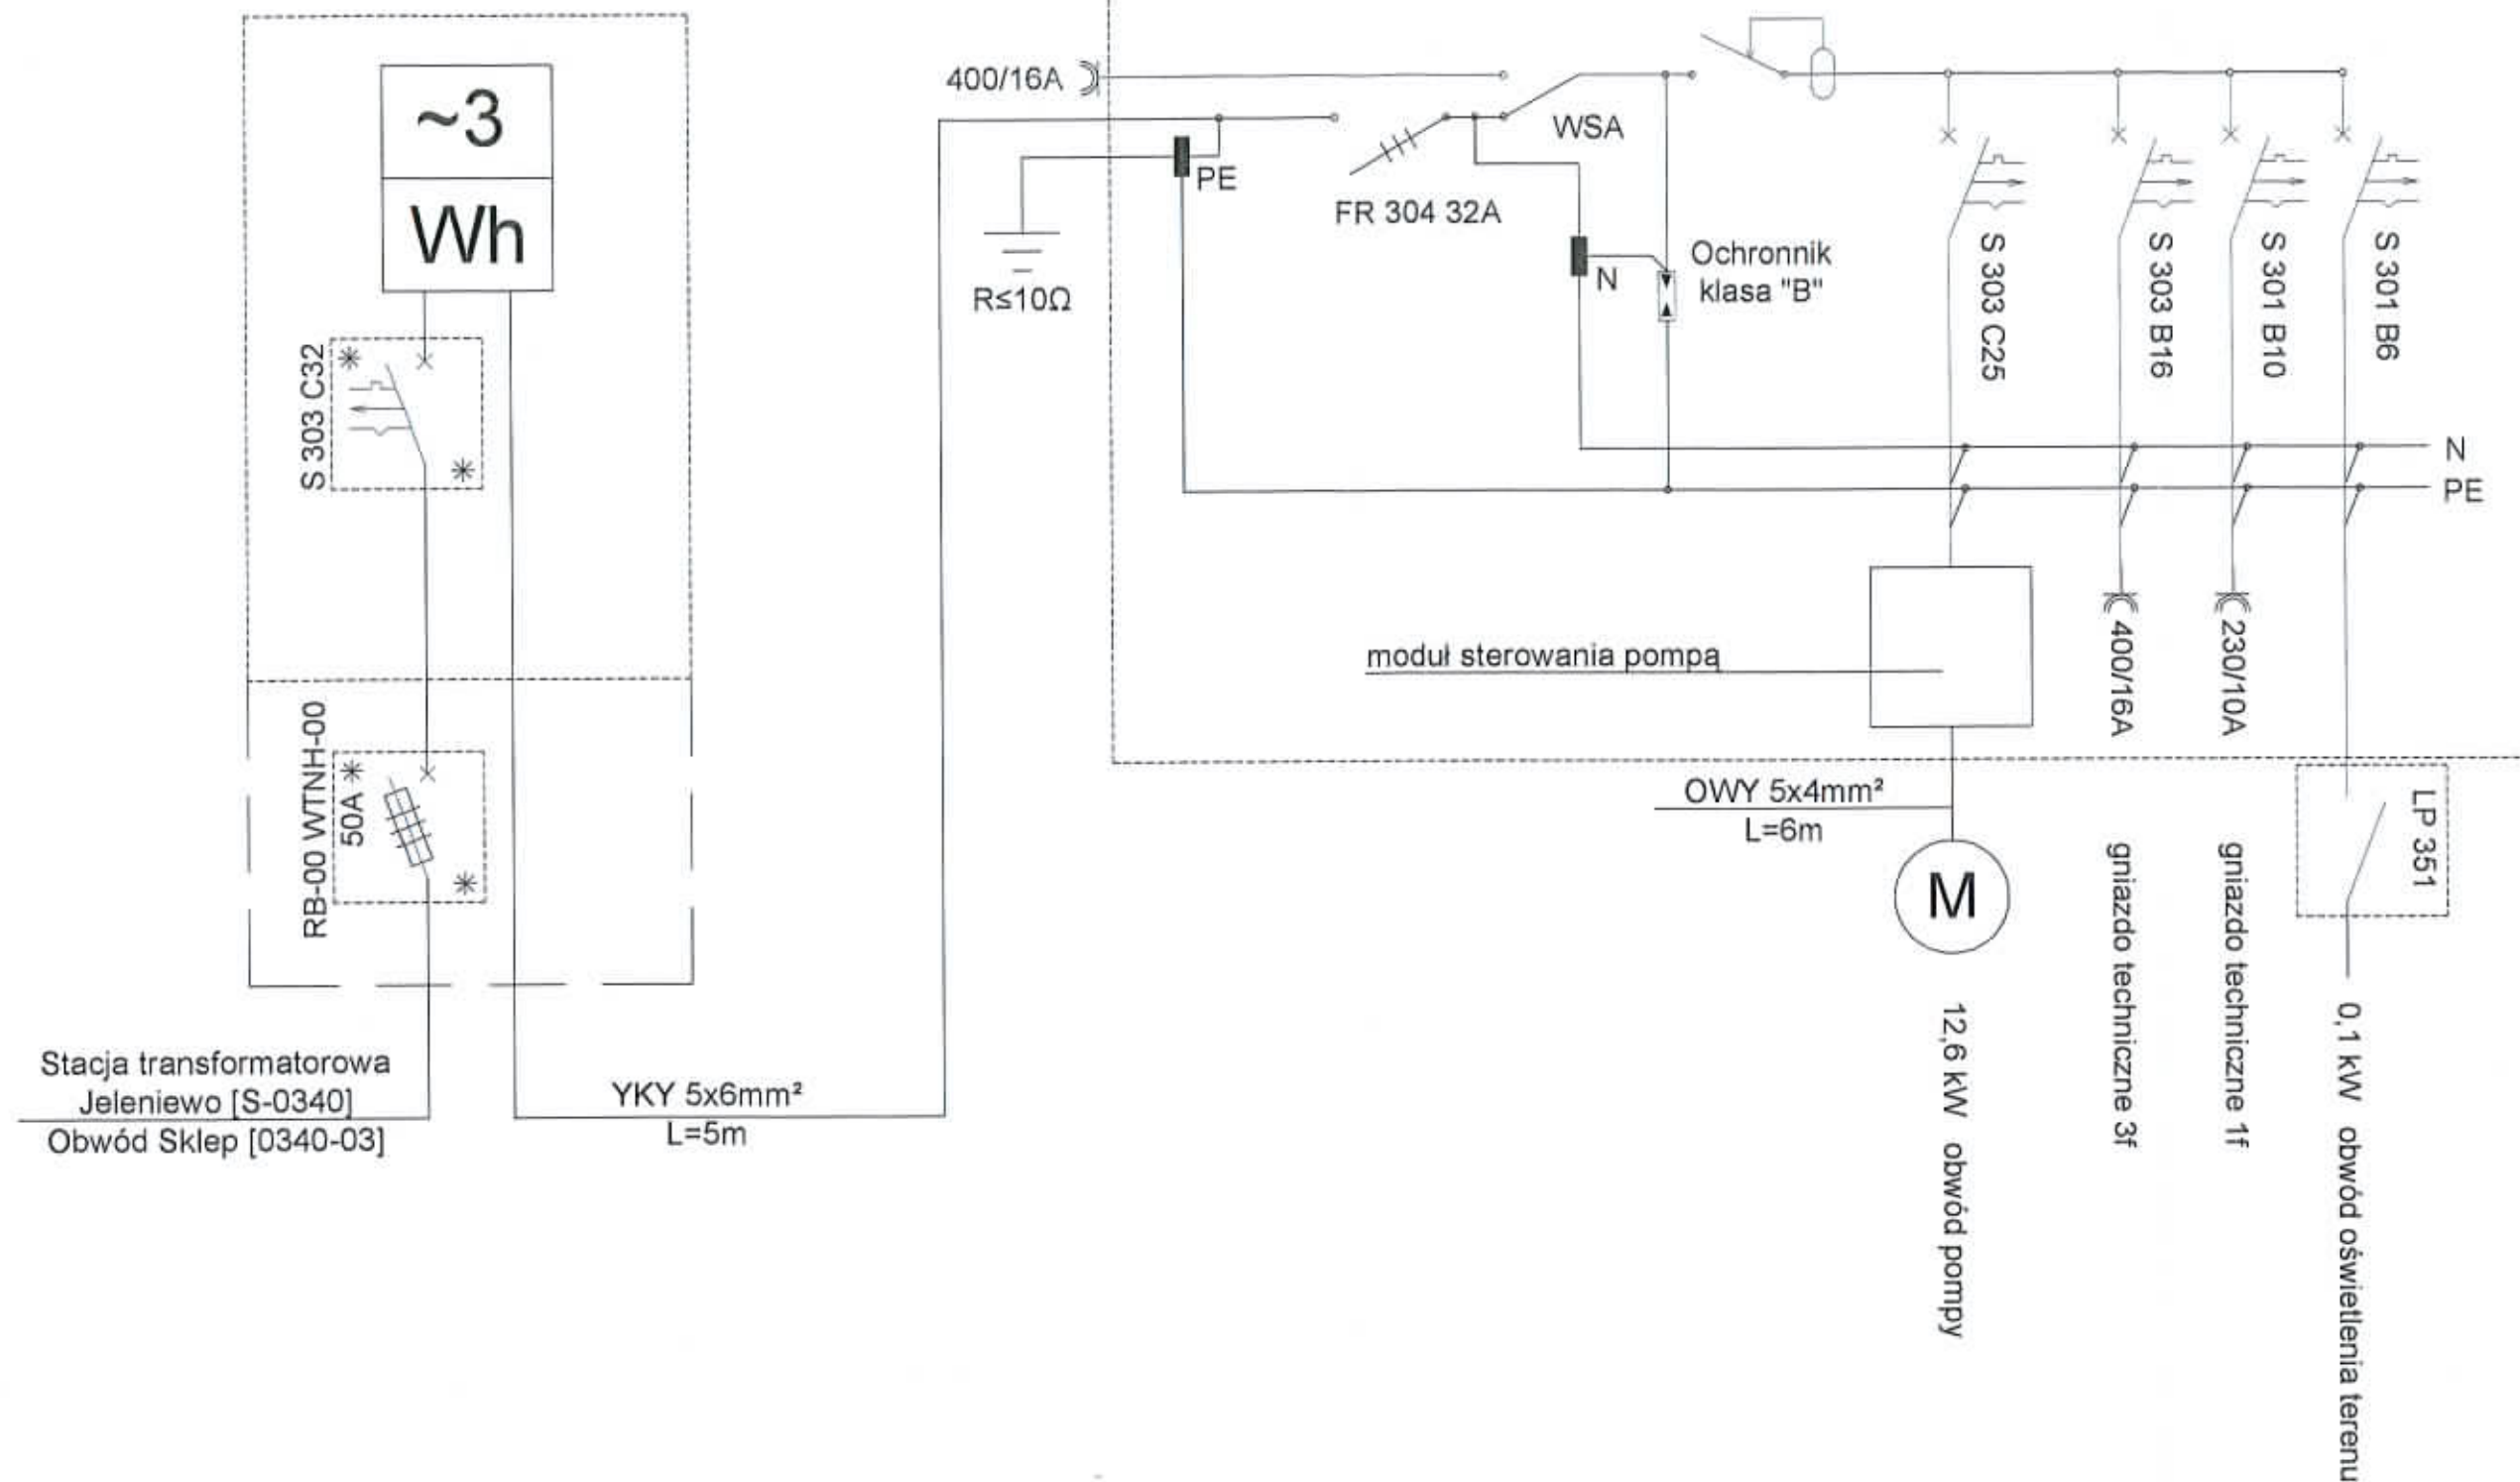 ~3
Wh
S 303 C32
*
*
RB-00 WTNH-00
50A *
*
Stacja transformatorowa
Jeleniewo [S-0340]
Obwód Sklep [0340-03]
YKY 5x6mm²
L=5m
400/16A
PE
R≤10Ω
FR 304 32A
WSA
N
Ochronnik
klasa "B"
S 303 C25
S 303 B16
S 301 B10
S 301 B6
N
PE
moduł sterowania pompą
400/16A
230/10A
OWY 5x4mm²
L=6m
M
LP 351
12,6 kW obwód pompy
gniazdo techniczne 3f
gniazdo techniczne 1f
0,1 kW obwód oświetlenia terenu